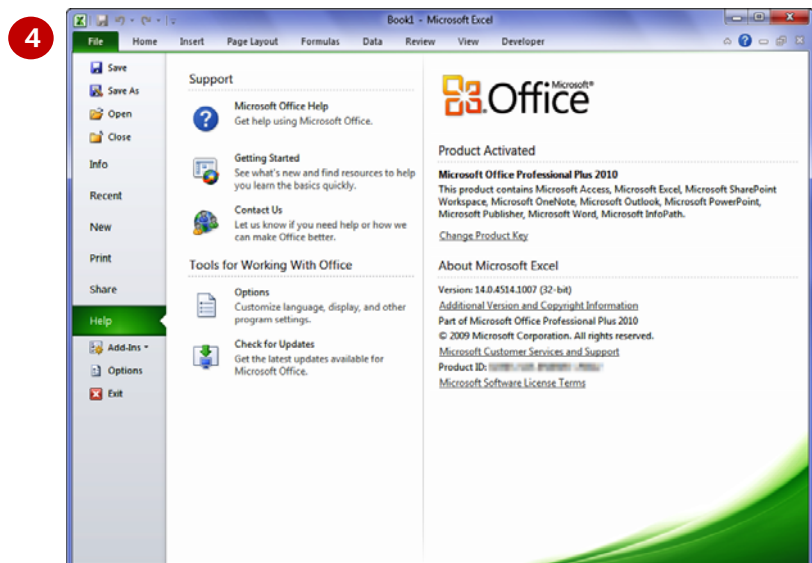 4
Book1 - Microsoft Excel
File Home Insert Page Layout Formulas Data Review View Developer
Save
Save As
Open
Close
Info
Recent
New
Print
Share
Help
Add-Ins
Options
Exit
Support
Microsoft Office Help
Get help using Microsoft Office.
Getting Started
See what's new and find resources to help
you learn the basics quickly.
Contact Us
Let us know if you need help or how we
can make Office better.
Tools for Working With Office
Options
Customize language, display, and other
program settings.
Check for Updates
Get the latest updates available for
Microsoft Office.
Microsoft®
Office
Product Activated
Microsoft Office Professional Plus 2010
This product contains Microsoft Access, Microsoft Excel, Microsoft SharePoint
Workspace, Microsoft OneNote, Microsoft Outlook, Microsoft PowerPoint,
Microsoft Publisher, Microsoft Word, Microsoft InfoPath.
Change Product Key
About Microsoft Excel
Version: 14.0.4514.1007 (32-bit)
Additional Version and Copyright Information
Part of Microsoft Office Professional Plus 2010
© 2009 Microsoft Corporation. All rights reserved.
Microsoft Customer Services and Support
Product ID:
Microsoft Software License Terms